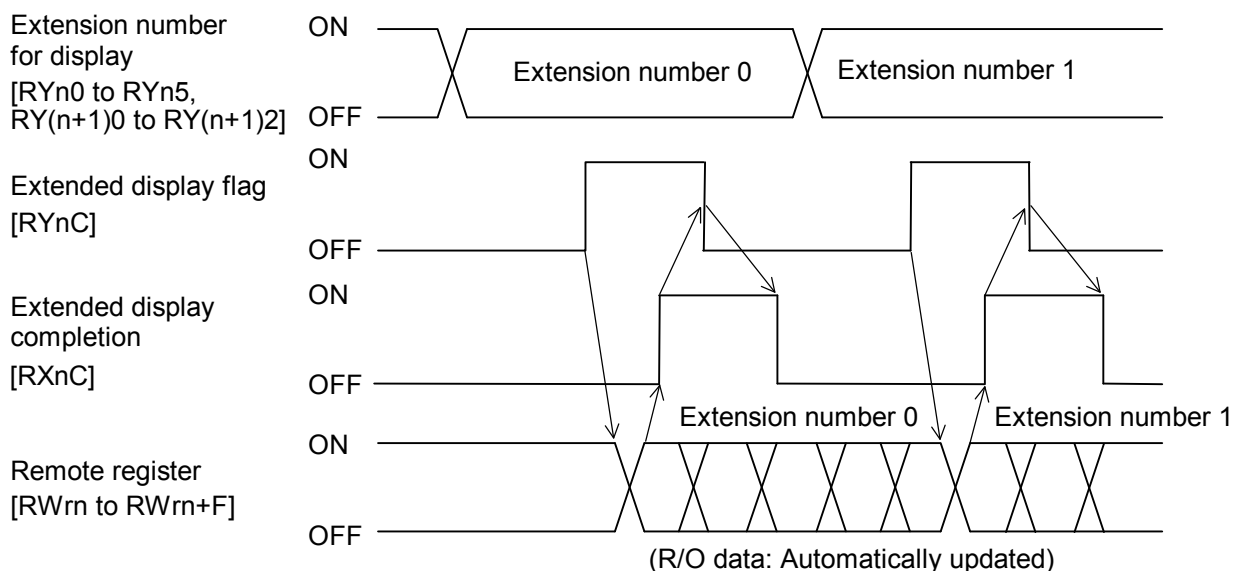 Extension number
for display
[RYn0 to RYn5,
RY(n+1)0 to RY(n+1)2]
ON
OFF
Extension number 0
Extension number 1
Extended display flag
[RYnC]
ON
OFF
Extended display
completion
[RXnC]
ON
OFF
Extension number 0
Extension number 1
Remote register
[RWrn to RWrn+F]
ON
OFF
(R/O data: Automatically updated)